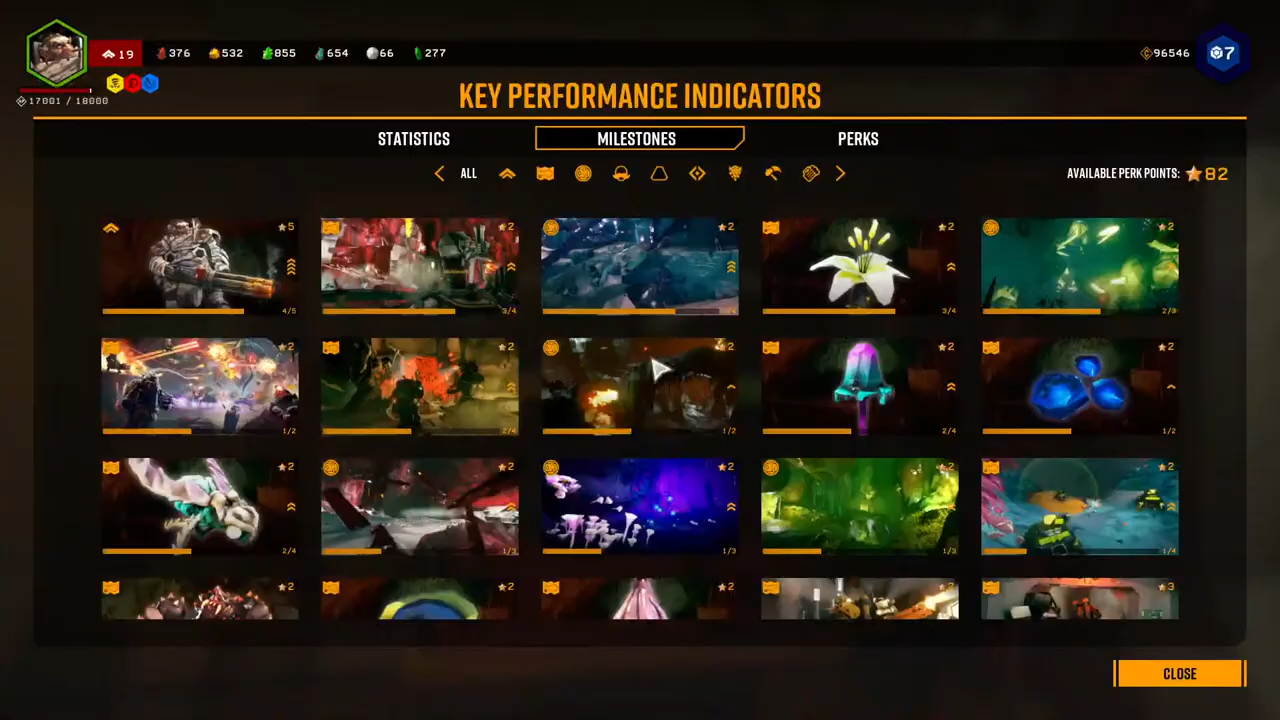 19 376 532 855 654 66 277 96546 7
17001 / 18000
KEY PERFORMANCE INDICATORS
STATISTICS MILESTONES PERKS
ALL AVAILABLE PERK POINTS: 82
5 2 2 2 2
4/5 3/4 3/4 2/3
2 2 2 2 2
1/2 2/4 1/2 2/4 1/2
2 2 2 2 2
2/4 1/3 1/3 1/3 1/4
2 2 2 2 3
CLOSE